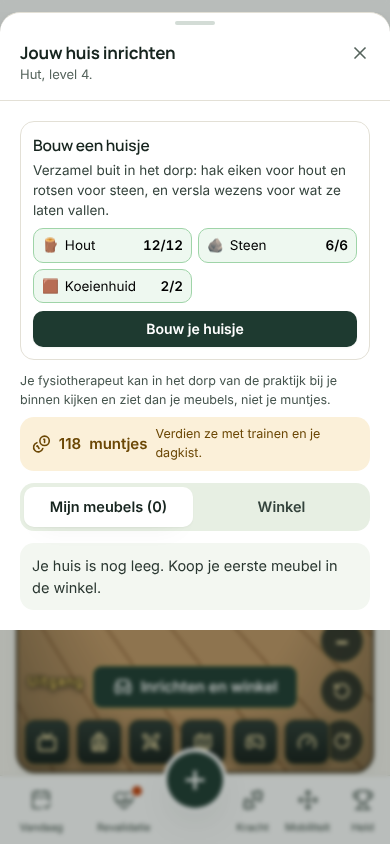 Jouw huis inrichten
Hut, level 4.
Bouw een huisje
Verzamel buit in het dorp: hak eiken voor hout en
rotsen voor steen, en versla wezens voor wat ze
laten vallen.
Hout 12/12
Steen 6/6
Koeienhuid 2/2
Bouw je huisje
Je fysiotherapeut kan in het dorp van de praktijk bij je
binnen kijken en ziet dan je meubels, niet je muntjes.
118 muntjes
Verdien ze met trainen en je
dagkist.
Mijn meubels (0)
Winkel
Je huis is nog leeg. Koop je eerste meubel in
de winkel.
Uitgang
Inrichten en winkel
Vandaag
Revalidatie
Kracht
Mobiliteit
Held